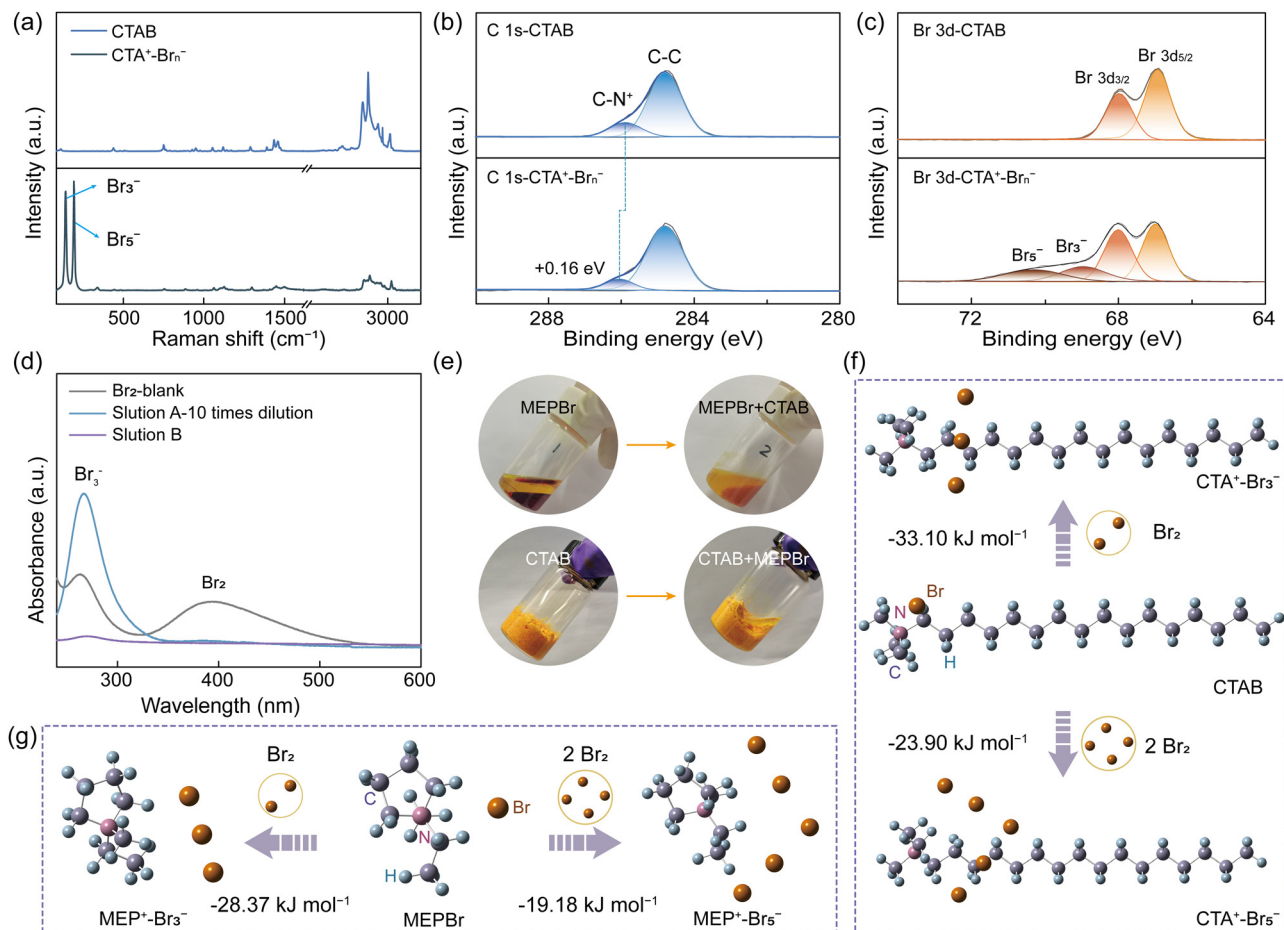 (a)
CTAB
CTA⁺-Brₙ⁻
Br₃⁻
Br₅⁻
Intensity (a.u.)
500
1000
1500
3000
Raman shift (cm⁻¹)
(b)
C 1s-CTAB
C-C
C-N⁺
C 1s-CTA⁺-Brₙ⁻
+0.16 eV
Intensity (a.u.)
288
284
280
Binding energy (eV)
(c)
Br 3d-CTAB
Br 3d₅/₂
Br 3d₃/₂
Br 3d-CTA⁺-Brₙ⁻
Br₅⁻
Br₃⁻
Intensity (a.u.)
72
68
64
Binding energy (eV)
(d)
Br₂-blank
Slution A-10 times dilution
Slution B
Br₃⁻
Br₂
Absorbance (a.u.)
300
400
500
600
Wavelength (nm)
(e)
MEPBr
1
MEPBr+CTAB
2
CTAB
CTAB+MEPBr
(f)
CTA⁺-Br₃⁻
-33.10 kJ mol⁻¹
Br₂
Br
N
C
H
CTAB
-23.90 kJ mol⁻¹
2 Br₂
CTA⁺-Br₅⁻
(g)
Br₂
2 Br₂
C
Br
N
H
-28.37 kJ mol⁻¹
-19.18 kJ mol⁻¹
MEP⁺-Br₃⁻
MEPBr
MEP⁺-Br₅⁻